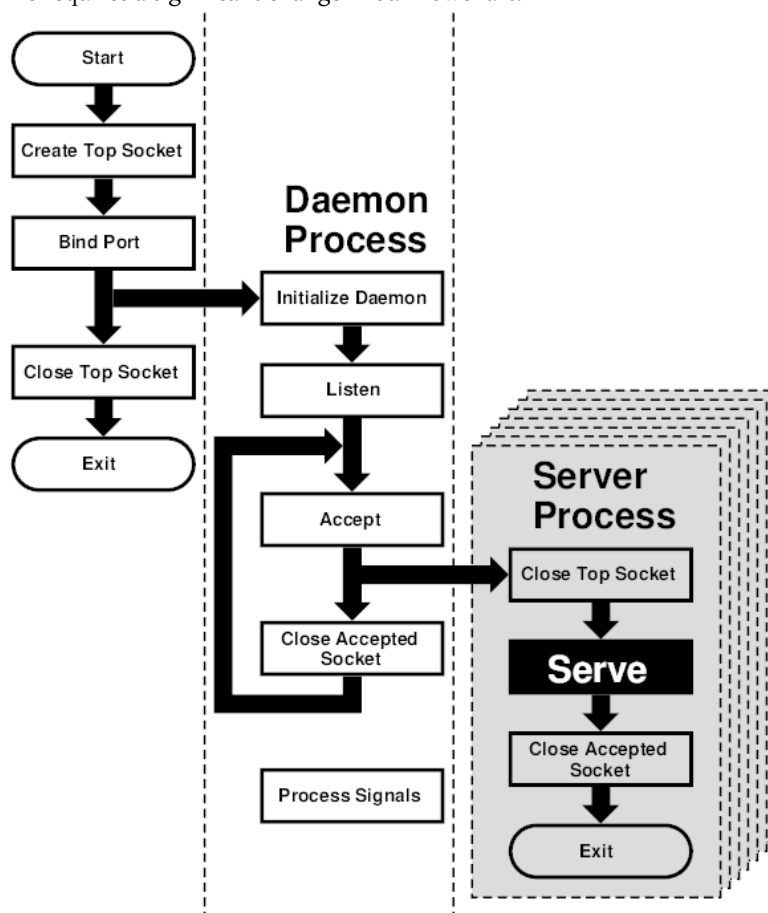 Start
Create Top Socket
Bind Port
Close Top Socket
Exit
Daemon
Process
Initialize Daemon
Listen
Accept
Close Accepted
Socket
Process Signals
Server
Process
Close Top Socket
Serve
Close Accepted
Socket
Exit